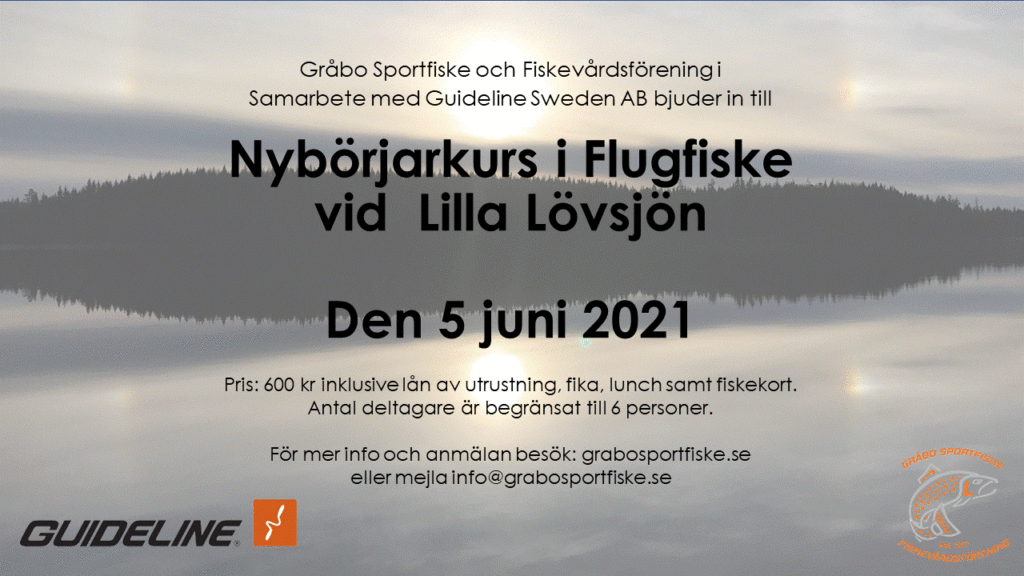 Gråbo Sportfiske och Fiskevårdsförening i
Samarbete med Guideline Sweden AB bjuder in till
Nybörjarkurs i Flugfiske
vid Lilla Lövsjön
Den 5 juni 2021
Pris: 600 kr inklusive lån av utrustning, fika, lunch samt fiskekort.
Antal deltagare är begränsat till 6 personer.
För mer info och anmälan besök: grabosportfiske.se
eller mejla info@grabosportfiske.se
GUIDELINE®
GRÅBO SPORTFISKE
FISKEVÅRDSFÖRENING